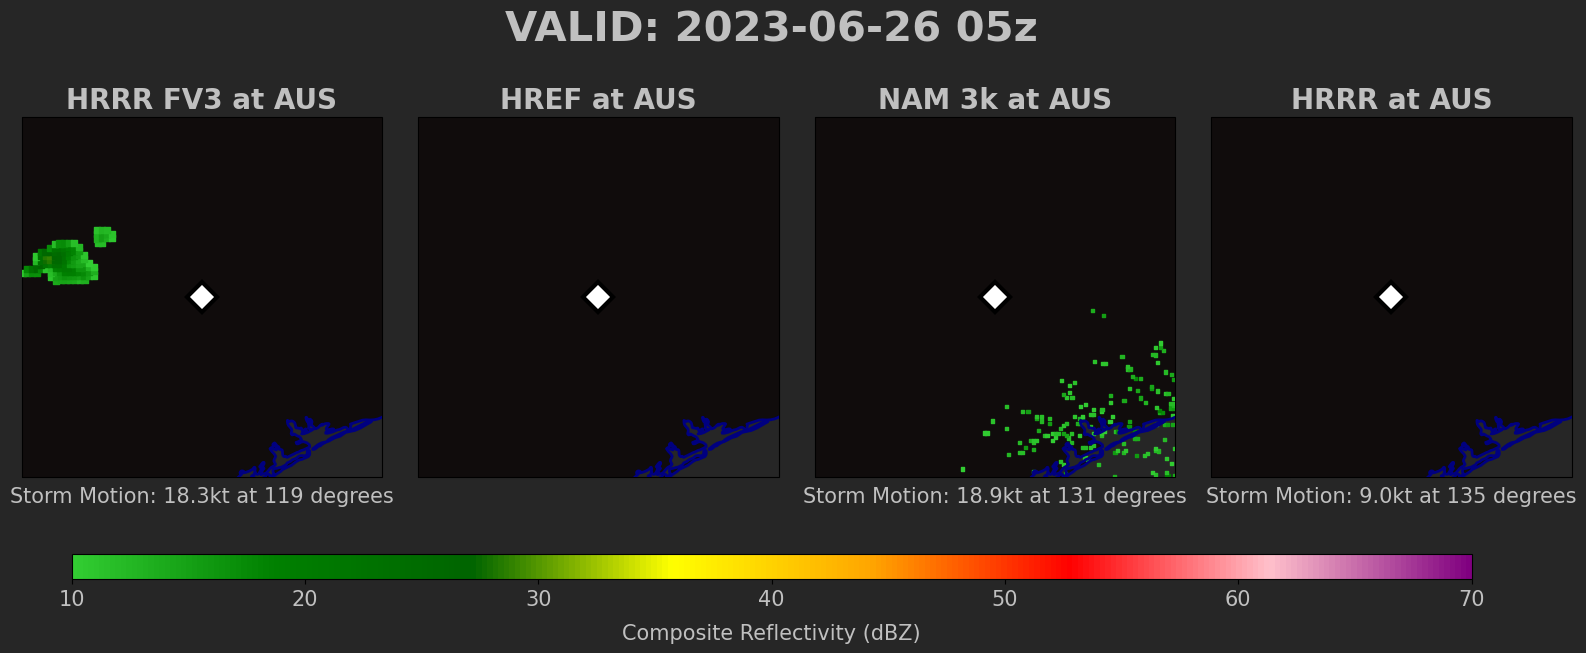 VALID: 2023-06-26 05z
HRRR FV3 at AUS
HREF at AUS
NAM 3k at AUS
HRRR at AUS
Storm Motion: 18.3kt at 119 degrees
Storm Motion: 18.9kt at 131 degrees
Storm Motion: 9.0kt at 135 degrees
10 20 30 40 50 60 70
Composite Reflectivity (dBZ)